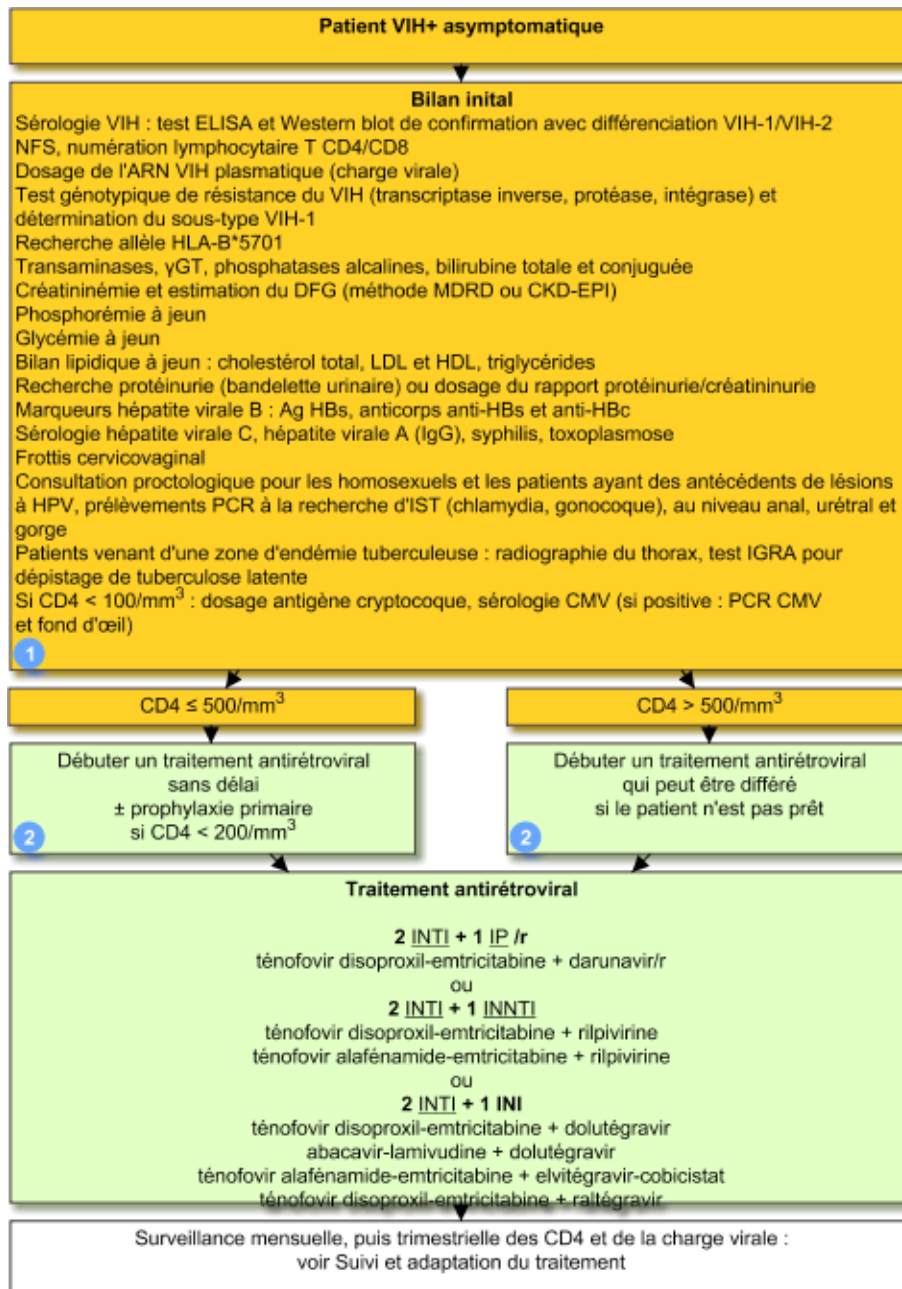 Patient VIH+ asymptomatique
Bilan inital
Sérologie VIH : test ELISA et Western blot de confirmation avec différenciation VIH-1/VIH-2
NFS, numération lymphocytaire T CD4/CD8
Dosage de l'ARN VIH plasmatique (charge virale)
Test génotypique de résistance du VIH (transcriptase inverse, protéase, intégrase) et
détermination du sous-type VIH-1
Recherche allèle HLA-B*5701
Transaminases, γGT, phosphatases alcalines, bilirubine totale et conjuguée
Créatininémie et estimation du DFG (méthode MDRD ou CKD-EPI)
Phosphorémie à jeun
Glycémie à jeun
Bilan lipidique à jeun : cholestérol total, LDL et HDL, triglycérides
Recherche protéinurie (bandelette urinaire) ou dosage du rapport protéinurie/créatininurie
Marqueurs hépatite virale B : Ag HBs, anticorps anti-HBs et anti-HBc
Sérologie hépatite virale C, hépatite virale A (IgG), syphilis, toxoplasmose
Frottis cervicovaginal
Consultation proctologique pour les homosexuels et les patients ayant des antécédents de lésions
à HPV, prélèvements PCR à la recherche d'IST (chlamydia, gonocoque), au niveau anal, urétral et
gorge
Patients venant d'une zone d'endémie tuberculeuse : radiographie du thorax, test IGRA pour
dépistage de tuberculose latente
Si CD4 < 100/mm³ : dosage antigène cryptocoque, sérologie CMV (si positive : PCR CMV
et fond d'œil)
1
CD4 ≤ 500/mm³
Débuter un traitement antirétroviral
sans délai
± prophylaxie primaire
si CD4 < 200/mm³
2
CD4 > 500/mm³
Débuter un traitement antirétroviral
qui peut être différé
si le patient n'est pas prêt
2
Traitement antirétroviral
2 INTI + 1 IP /r
ténofovir disoproxil-emtricitabine + darunavir/r
ou
2 INTI + 1 INNTI
ténofovir disoproxil-emtricitabine + rilpivirine
ténofovir alafénamide-emtricitabine + rilpivirine
ou
2 INTI + 1 INI
ténofovir disoproxil-emtricitabine + dolutégravir
abacavir-lamivudine + dolutégravir
ténofovir alafénamide-emtricitabine + elvitégravir-cobicistat
ténofovir disoproxil-emtricitabine + raltégravir
Surveillance mensuelle, puis trimestrielle des CD4 et de la charge virale :
voir Suivi et adaptation du traitement